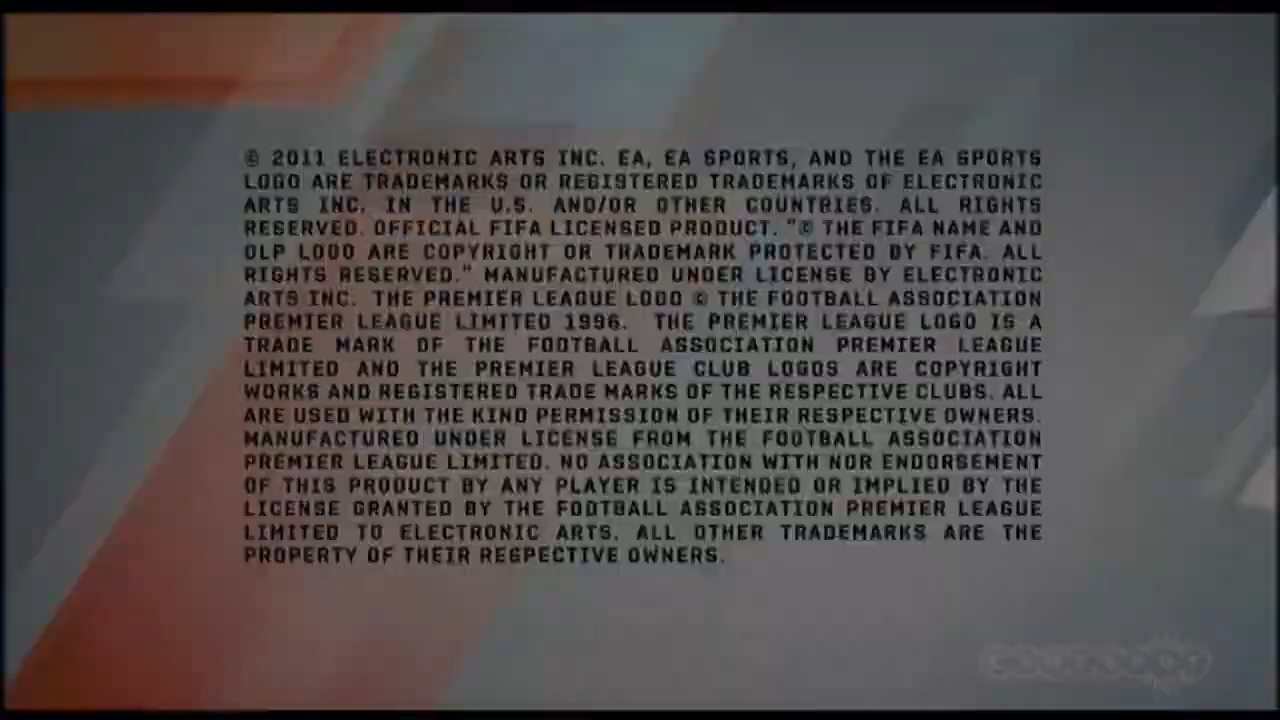 © 2011 ELECTRONIC ARTS INC. EA, EA SPORTS, AND THE EA SPORTS
LOGO ARE TRADEMARKS OR REGISTERED TRADEMARKS OF ELECTRONIC
ARTS INC. IN THE U.S. AND/OR OTHER COUNTRIES. ALL RIGHTS
RESERVED. OFFICIAL FIFA LICENSED PRODUCT. "© THE FIFA NAME AND
OLP LOGO ARE COPYRIGHT OR TRADEMARK PROTECTED BY FIFA. ALL
RIGHTS RESERVED." MANUFACTURED UNDER LICENSE BY ELECTRONIC
ARTS INC. THE PREMIER LEAGUE LOGO © THE FOOTBALL ASSOCIATION
PREMIER LEAGUE LIMITED 1996. THE PREMIER LEAGUE LOGO IS A
TRADE MARK OF THE FOOTBALL ASSOCIATION PREMIER LEAGUE
LIMITED AND THE PREMIER LEAGUE CLUB LOGOS ARE COPYRIGHT
WORKS AND REGISTERED TRADE MARKS OF THE RESPECTIVE CLUBS. ALL
ARE USED WITH THE KIND PERMISSION OF THEIR RESPECTIVE OWNERS.
MANUFACTURED UNDER LICENSE FROM THE FOOTBALL ASSOCIATION
PREMIER LEAGUE LIMITED. NO ASSOCIATION WITH NOR ENDORSEMENT
OF THIS PRODUCT BY ANY PLAYER IS INTENDED OR IMPLIED BY THE
LICENSE GRANTED BY THE FOOTBALL ASSOCIATION PREMIER LEAGUE
LIMITED TO ELECTRONIC ARTS. ALL OTHER TRADEMARKS ARE THE
PROPERTY OF THEIR RESPECTIVE OWNERS.
GAMESPOT